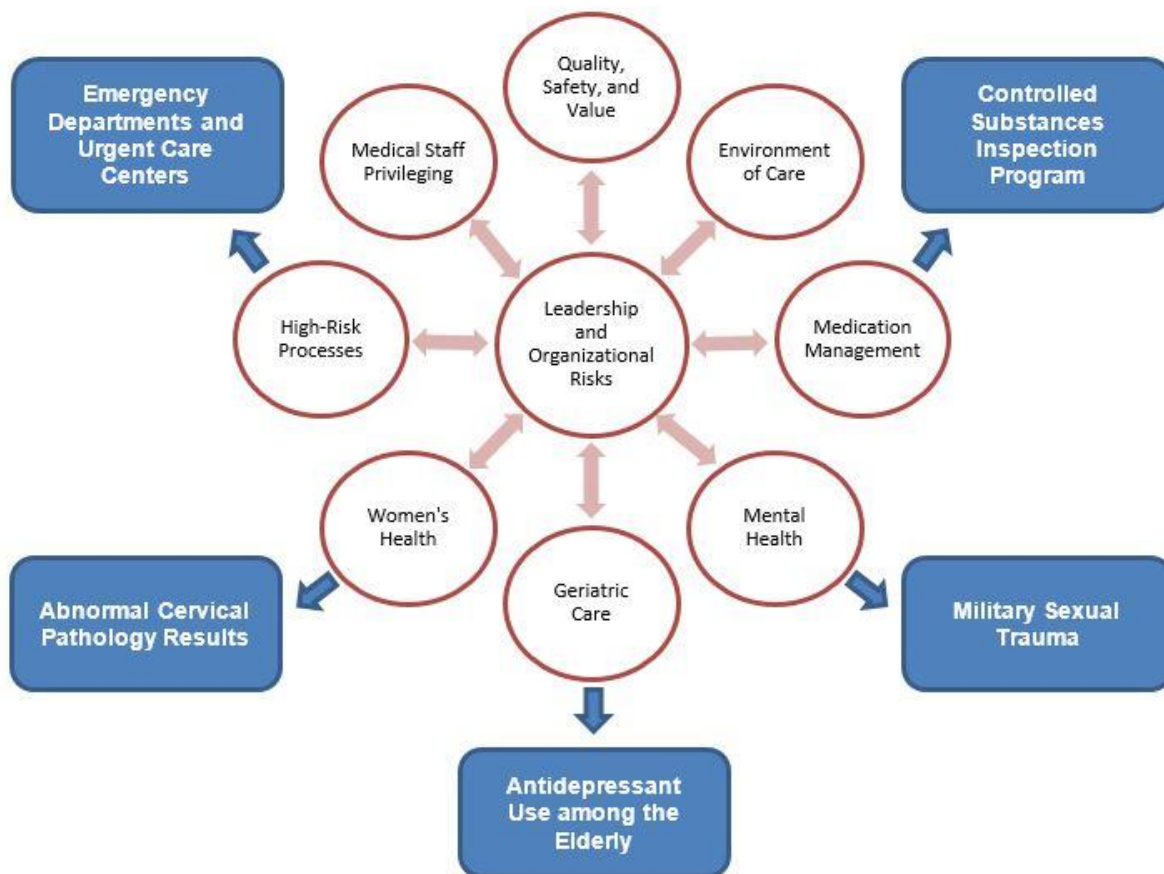 Quality,
Safety, and
Value
Emergency
Departments and
Urgent Care
Centers
Controlled
Substances
Inspection
Program
Medical Staff
Privileging
Environment
of Care
High-Risk
Processes
Leadership
and
Organizational
Risks
Medication
Management
Women's
Health
Mental
Health
Geriatric
Care
Abnormal Cervical
Pathology Results
Military Sexual
Trauma
Antidepressant
Use among the
Elderly